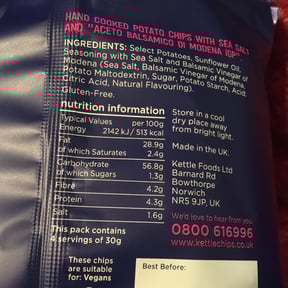 HAND COOKED POTATO CHIPS WITH SEA SALT
AND "ACETO BALSAMICO DI MODENA IGP"
INGREDIENTS: Select Potatoes, Sunflower Oil,
Seasoning with Sea Salt and Balsamic Vinegar of
Modena (Sea Salt, Balsamic Vinegar of Modena,
Potato Maltodextrin, Sugar, Potato Starch, Acid:
Citric Acid, Natural Flavouring).
Gluten-Free.
nutrition information
Typical Values per 100g
Energy 2142 kJ / 513 kcal
Fat 28.9g
of which Saturates 2.4g
Carbohydrate 56.8g
of which Sugars 1.3g
Fibre 4.2g
Protein 4.3g
Salt 1.6g
This pack contains
4 servings of 30g
Store in a cool
dry place away
from bright light.
Made in the UK.
Kettle Foods Ltd
Barnard Rd
Bowthorpe
Norwich
NR5 9JP, UK
We'd love to hear from you
0800 616996
www.kettlechips.co.uk
These chips
are suitable
for: Vegans
Best Before: